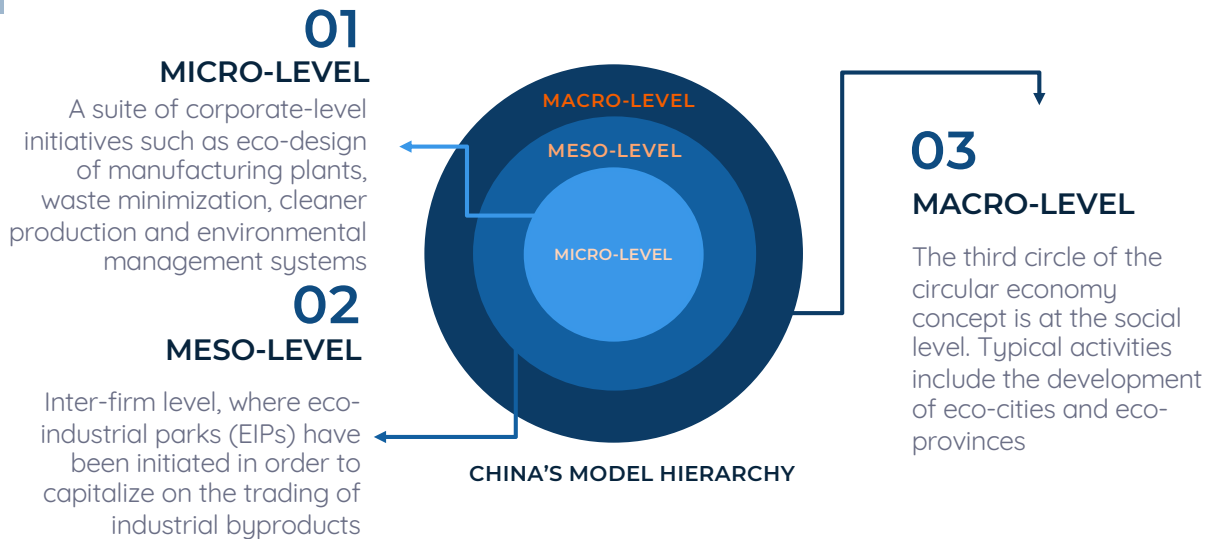 01
MICRO-LEVEL
A suite of corporate-level
initiatives such as eco-design
of manufacturing plants,
waste minimization, cleaner
production and environmental
management systems
02
MESO-LEVEL
Inter-firm level, where eco-
industrial parks (EIPs) have
been initiated in order to
capitalize on the trading of
industrial byproducts
MACRO-LEVEL
MESO-LEVEL
MICRO-LEVEL
CHINA’S MODEL HIERARCHY
03
MACRO-LEVEL
The third circle of the
circular economy
concept is at the social
level. Typical activities
include the development
of eco-cities and eco-
provinces